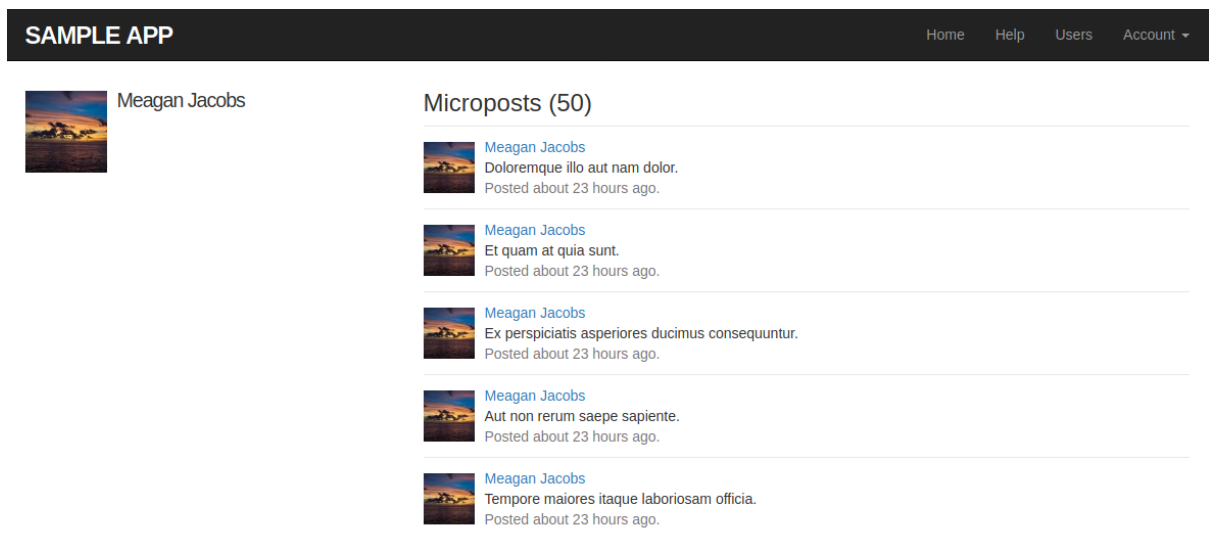 SAMPLE APP
Home Help Users Account
Meagan Jacobs
Microposts (50)
Meagan Jacobs
Doloremque illo aut nam dolor.
Posted about 23 hours ago.
Meagan Jacobs
Et quam at quia sunt.
Posted about 23 hours ago.
Meagan Jacobs
Ex perspiciatis asperiores ducimus consequuntur.
Posted about 23 hours ago.
Meagan Jacobs
Aut non rerum saepe sapiente.
Posted about 23 hours ago.
Meagan Jacobs
Tempore maiores itaque laboriosam officia.
Posted about 23 hours ago.